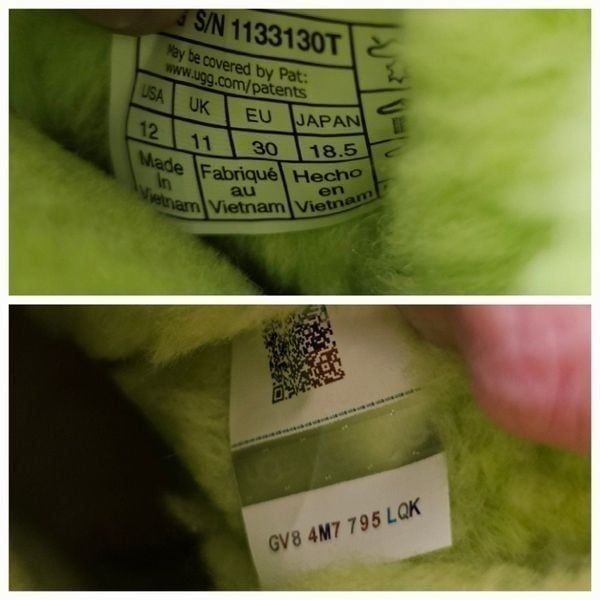 S/N 1133130T
May be covered by Pat:
www.ugg.com/patents
USA UK EU JAPAN
12 11 30 18.5
Made in Vietnam
Fabriqué au Vietnam
Hecho en Vietnam
GV8 4M7 795 LQK